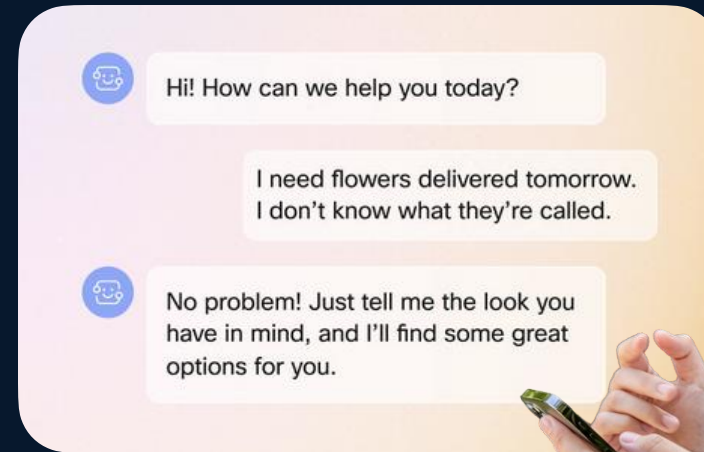 Hi! How can we help you today?
I need flowers delivered tomorrow.
I don’t know what they’re called.
No problem! Just tell me the look you
have in mind, and I’ll find some great
options for you.